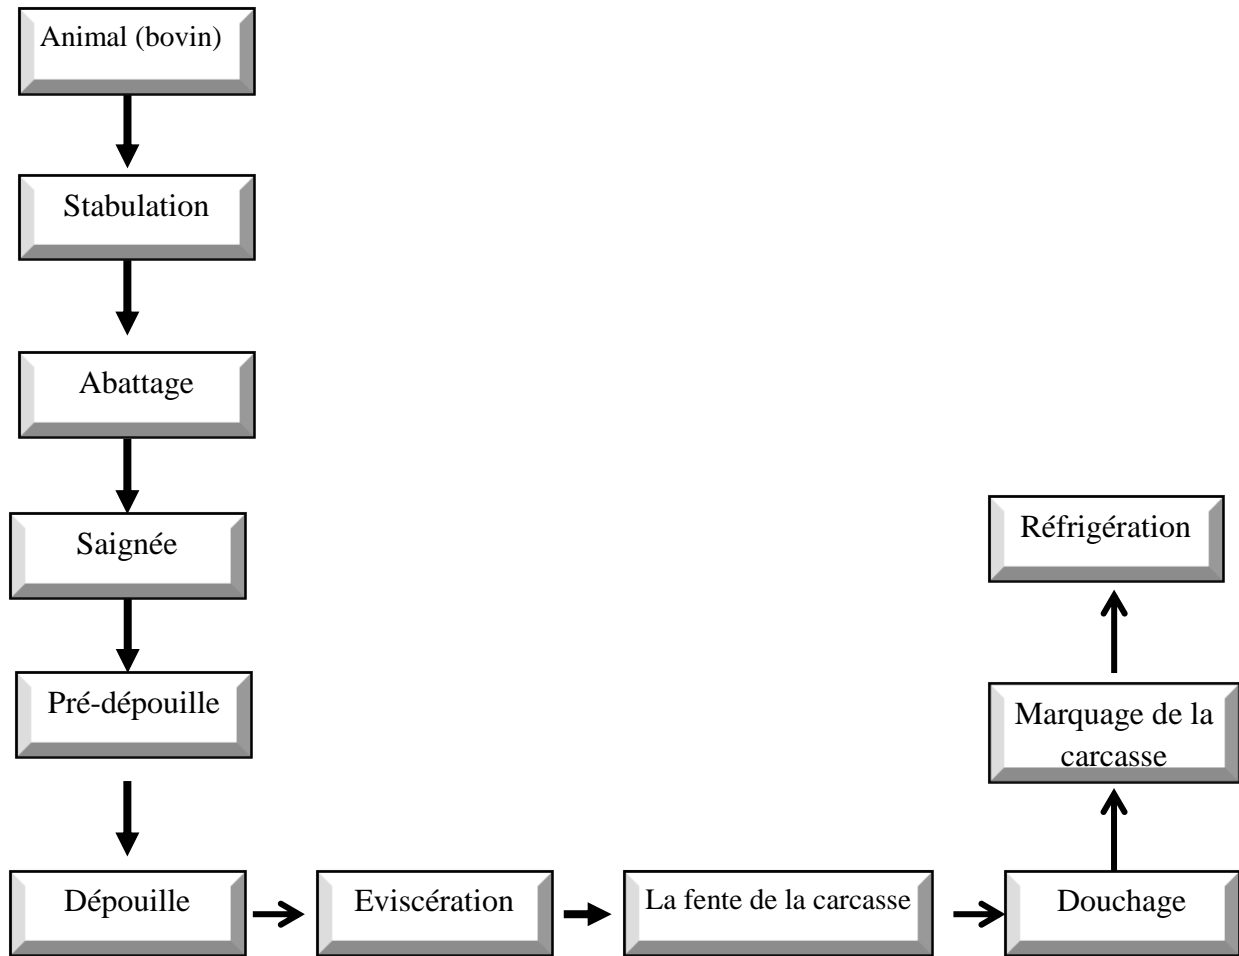 Animal (bovin)
Stabulation
Abattage
Saignée
Pré-dépouille
Dépouille
Eviscération
La fente de la carcasse
Douchage
Marquage de la
carcasse
Réfrigération